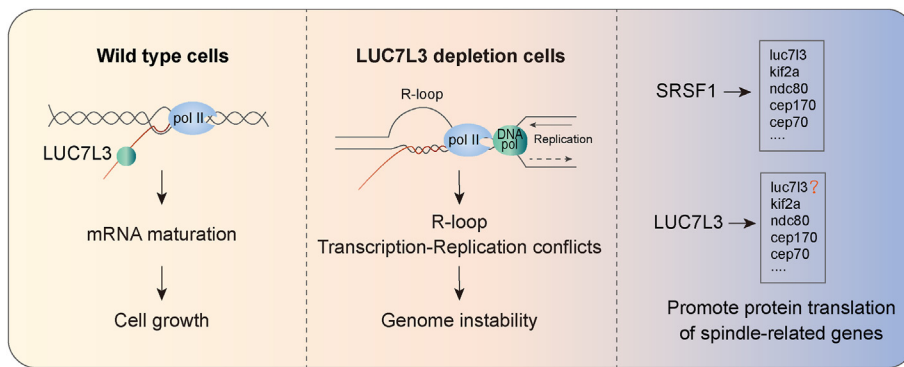 Wild type cells
pol II
LUC7L3
mRNA maturation
Cell growth
LUC7L3 depletion cells
R-loop
pol II
DNA
pol
Replication
R-loop
Transcription-Replication conflicts
Genome instability
SRSF1
luc7l3
kif2a
ndc80
cep170
cep70
....
LUC7L3
luc7l3?
kif2a
ndc80
cep170
cep70
....
Promote protein translation
of spindle-related genes